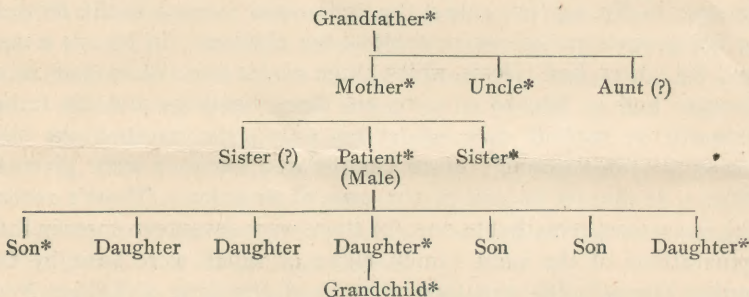 Grandfather*
Mother* Uncle* Aunt (?)
Sister (?) Patient* Sister*
(Male)
Son* Daughter Daughter Daughter* Son Son Daughter*
Grandchild*